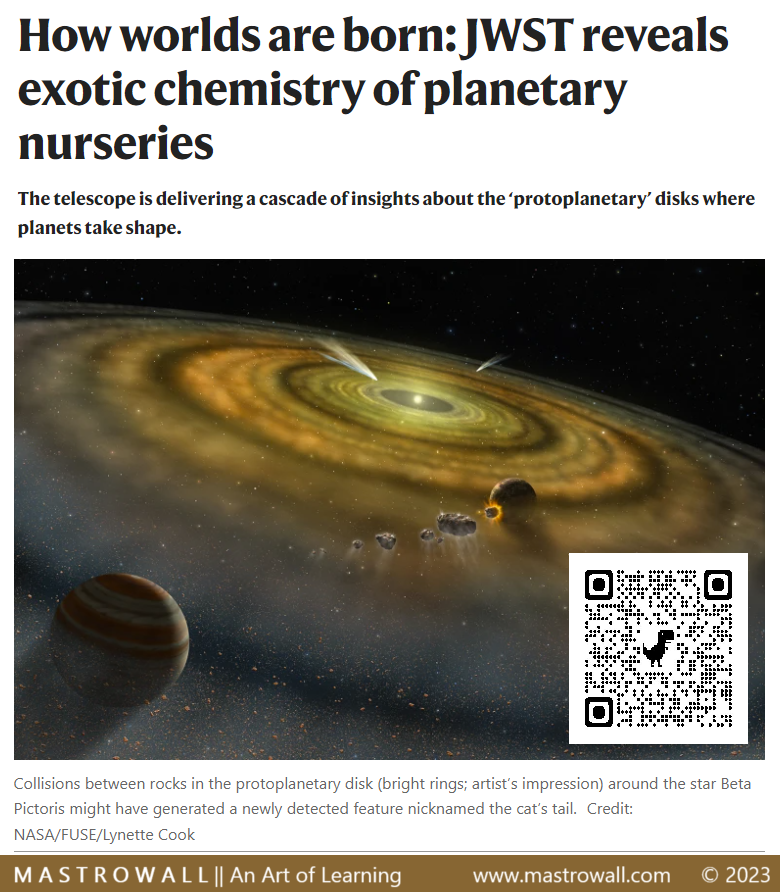 How worlds are born: JWST reveals
exotic chemistry of planetary
nurseries
The telescope is delivering a cascade of insights about the ‘protoplanetary’ disks where
planets take shape.
Collisions between rocks in the protoplanetary disk (bright rings; artist’s impression) around the star Beta
Pictoris might have generated a newly detected feature nicknamed the cat’s tail. Credit:
NASA/FUSE/Lynette Cook
MASTROWALL || An Art of Learning www.mastrowall.com © 2023